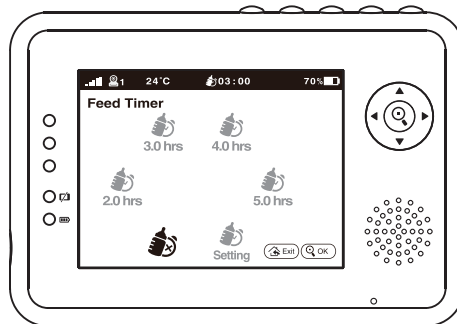 1 24°C 03:00 70%
Feed Timer
3.0 hrs 4.0 hrs
2.0 hrs 5.0 hrs
Setting Exit OK